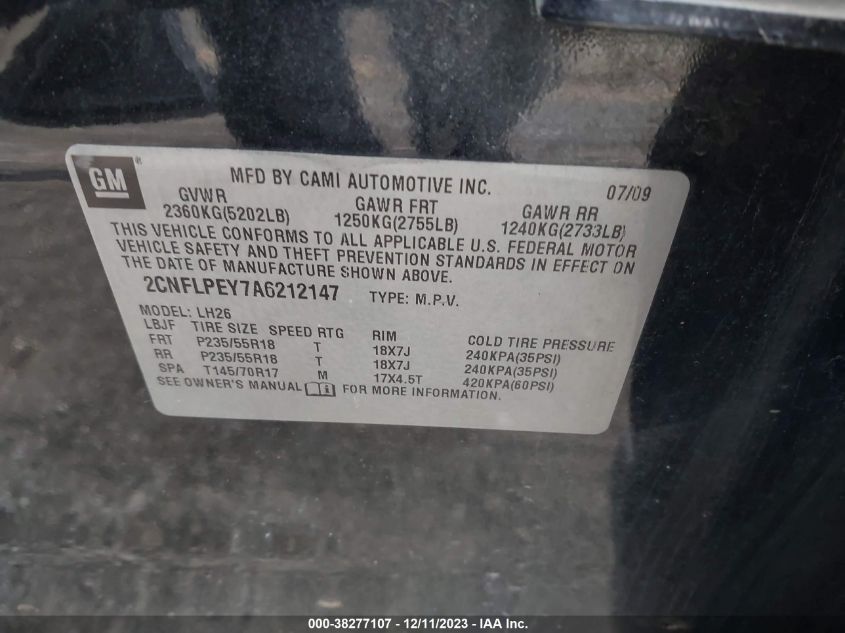 GM ®
MFD BY CAMI AUTOMOTIVE INC. 07/09
GVWR GAWR FRT GAWR RR
2360KG(5202LB) 1250KG(2755LB) 1240KG(2733LB)
THIS VEHICLE CONFORMS TO ALL APPLICABLE U.S. FEDERAL MOTOR
VEHICLE SAFETY AND THEFT PREVENTION STANDARDS IN EFFECT ON
THE DATE OF MANUFACTURE SHOWN ABOVE.
2CNFLPEY7A6212147 TYPE: M.P.V.
MODEL: LH26
LBJF TIRE SIZE SPEED RTG RIM COLD TIRE PRESSURE
FRT P235/55R18 T 18X7J 240KPA(35PSI)
RR P235/55R18 T 18X7J 240KPA(35PSI)
SPA T145/70R17 M 17X4.5T 420KPA(60PSI)
SEE OWNER'S MANUAL FOR MORE INFORMATION.
000-38277107 - 12/11/2023 - IAA Inc.